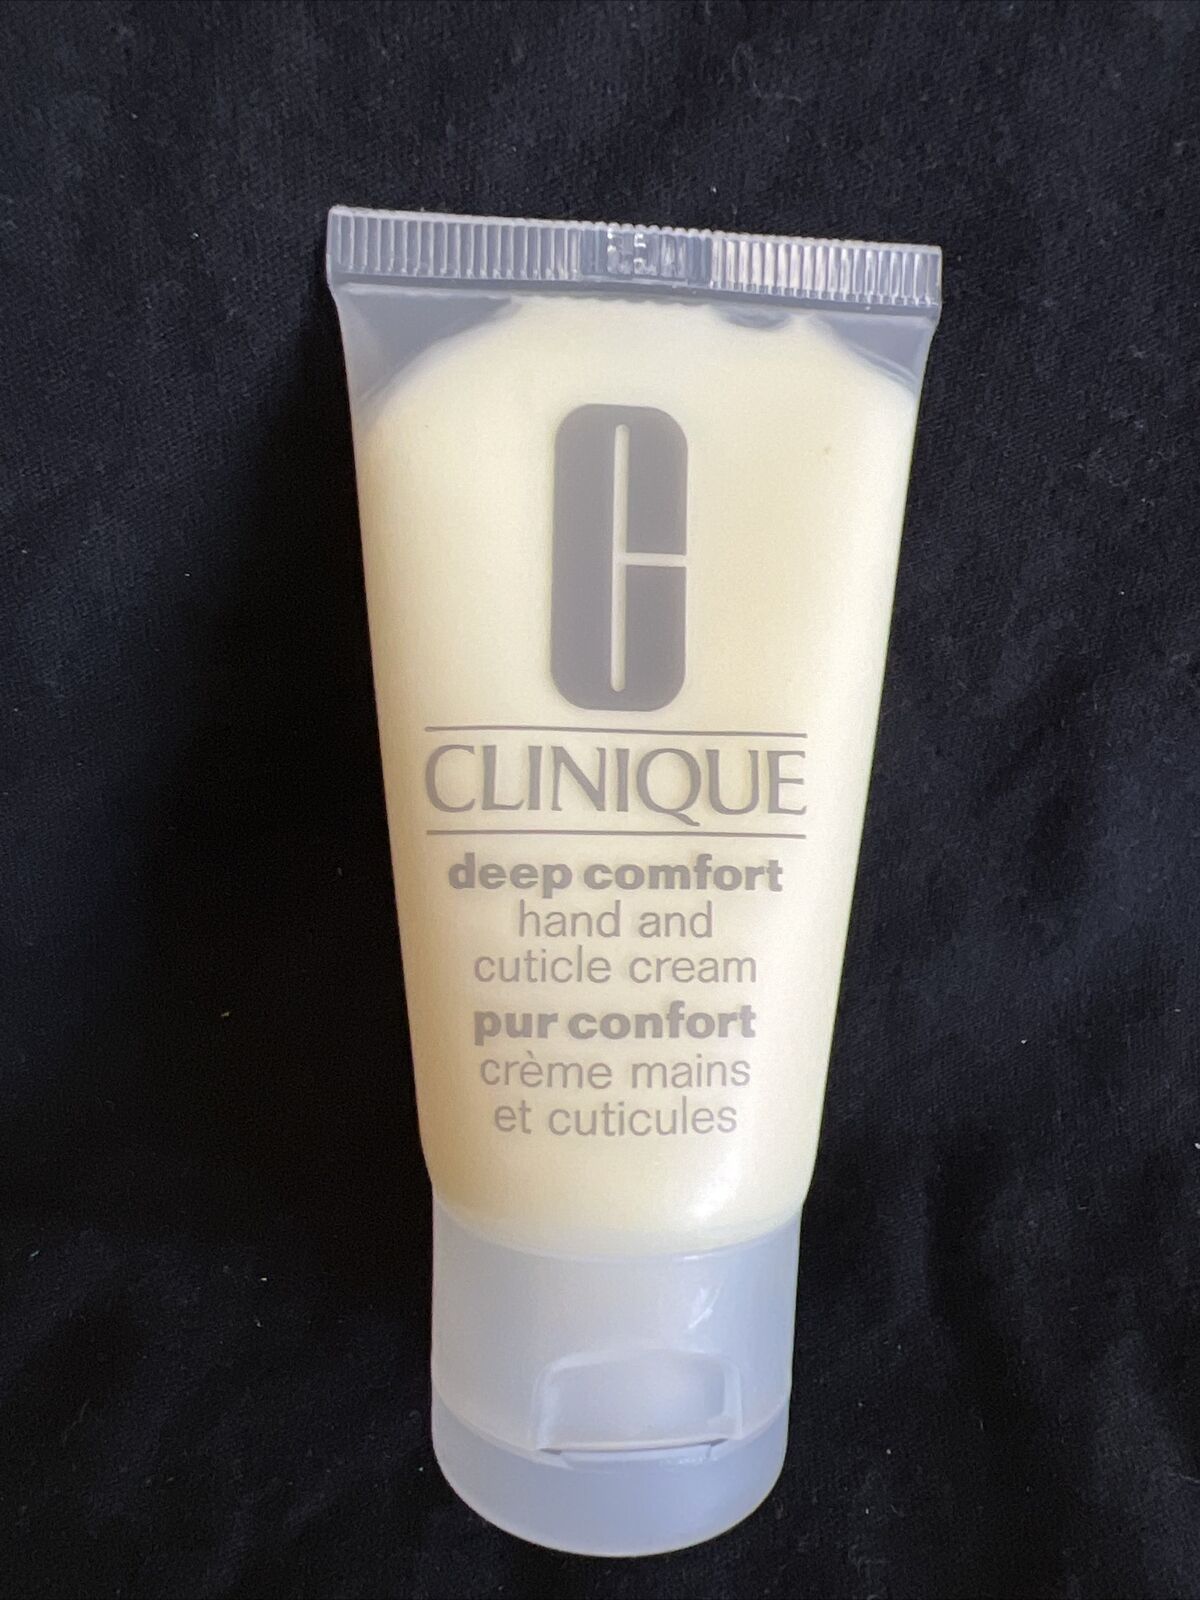 C
CLINIQUE
deep comfort
hand and
cuticle cream
pur confort
crème mains
et cuticules